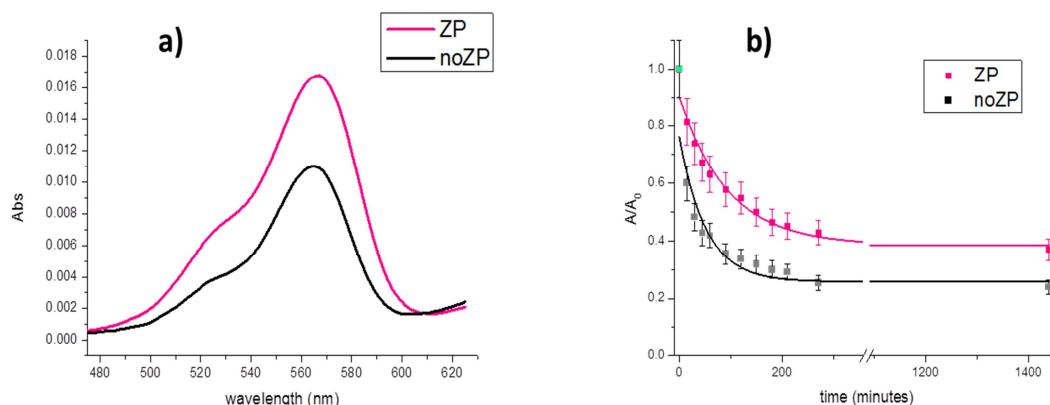 a)
ZP
noZP
0.018
0.016
0.014
0.012
0.010
0.008
0.006
0.004
0.002
0.000
Abs
480 500 520 540 560 580 600 620
wavelength (nm)
b)
ZP
noZP
1.0
0.8
0.6
0.4
0.2
0.0
A/A0
0 200 1200 1400
time (minutes)